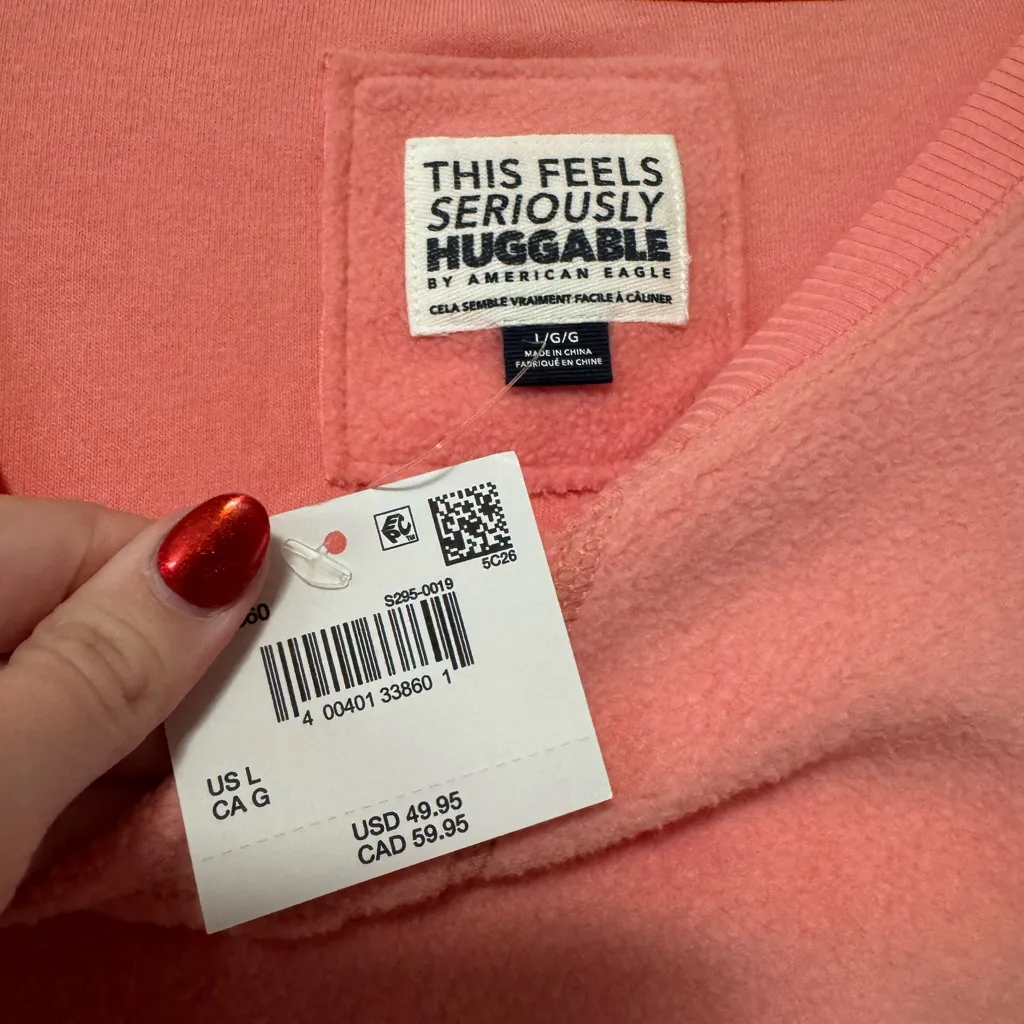 THIS FEELS
SERIOUSLY
HUGGABLE
BY AMERICAN EAGLE
CELA SEMBLE VRAIMENT FACILE À CÂLINER
L/G/G
MADE IN CHINA
FABRIQUÉ EN CHINE
5C26
S295-0019
4 00401 33860 1
US L
CA G
USD 49.95
CAD 59.95